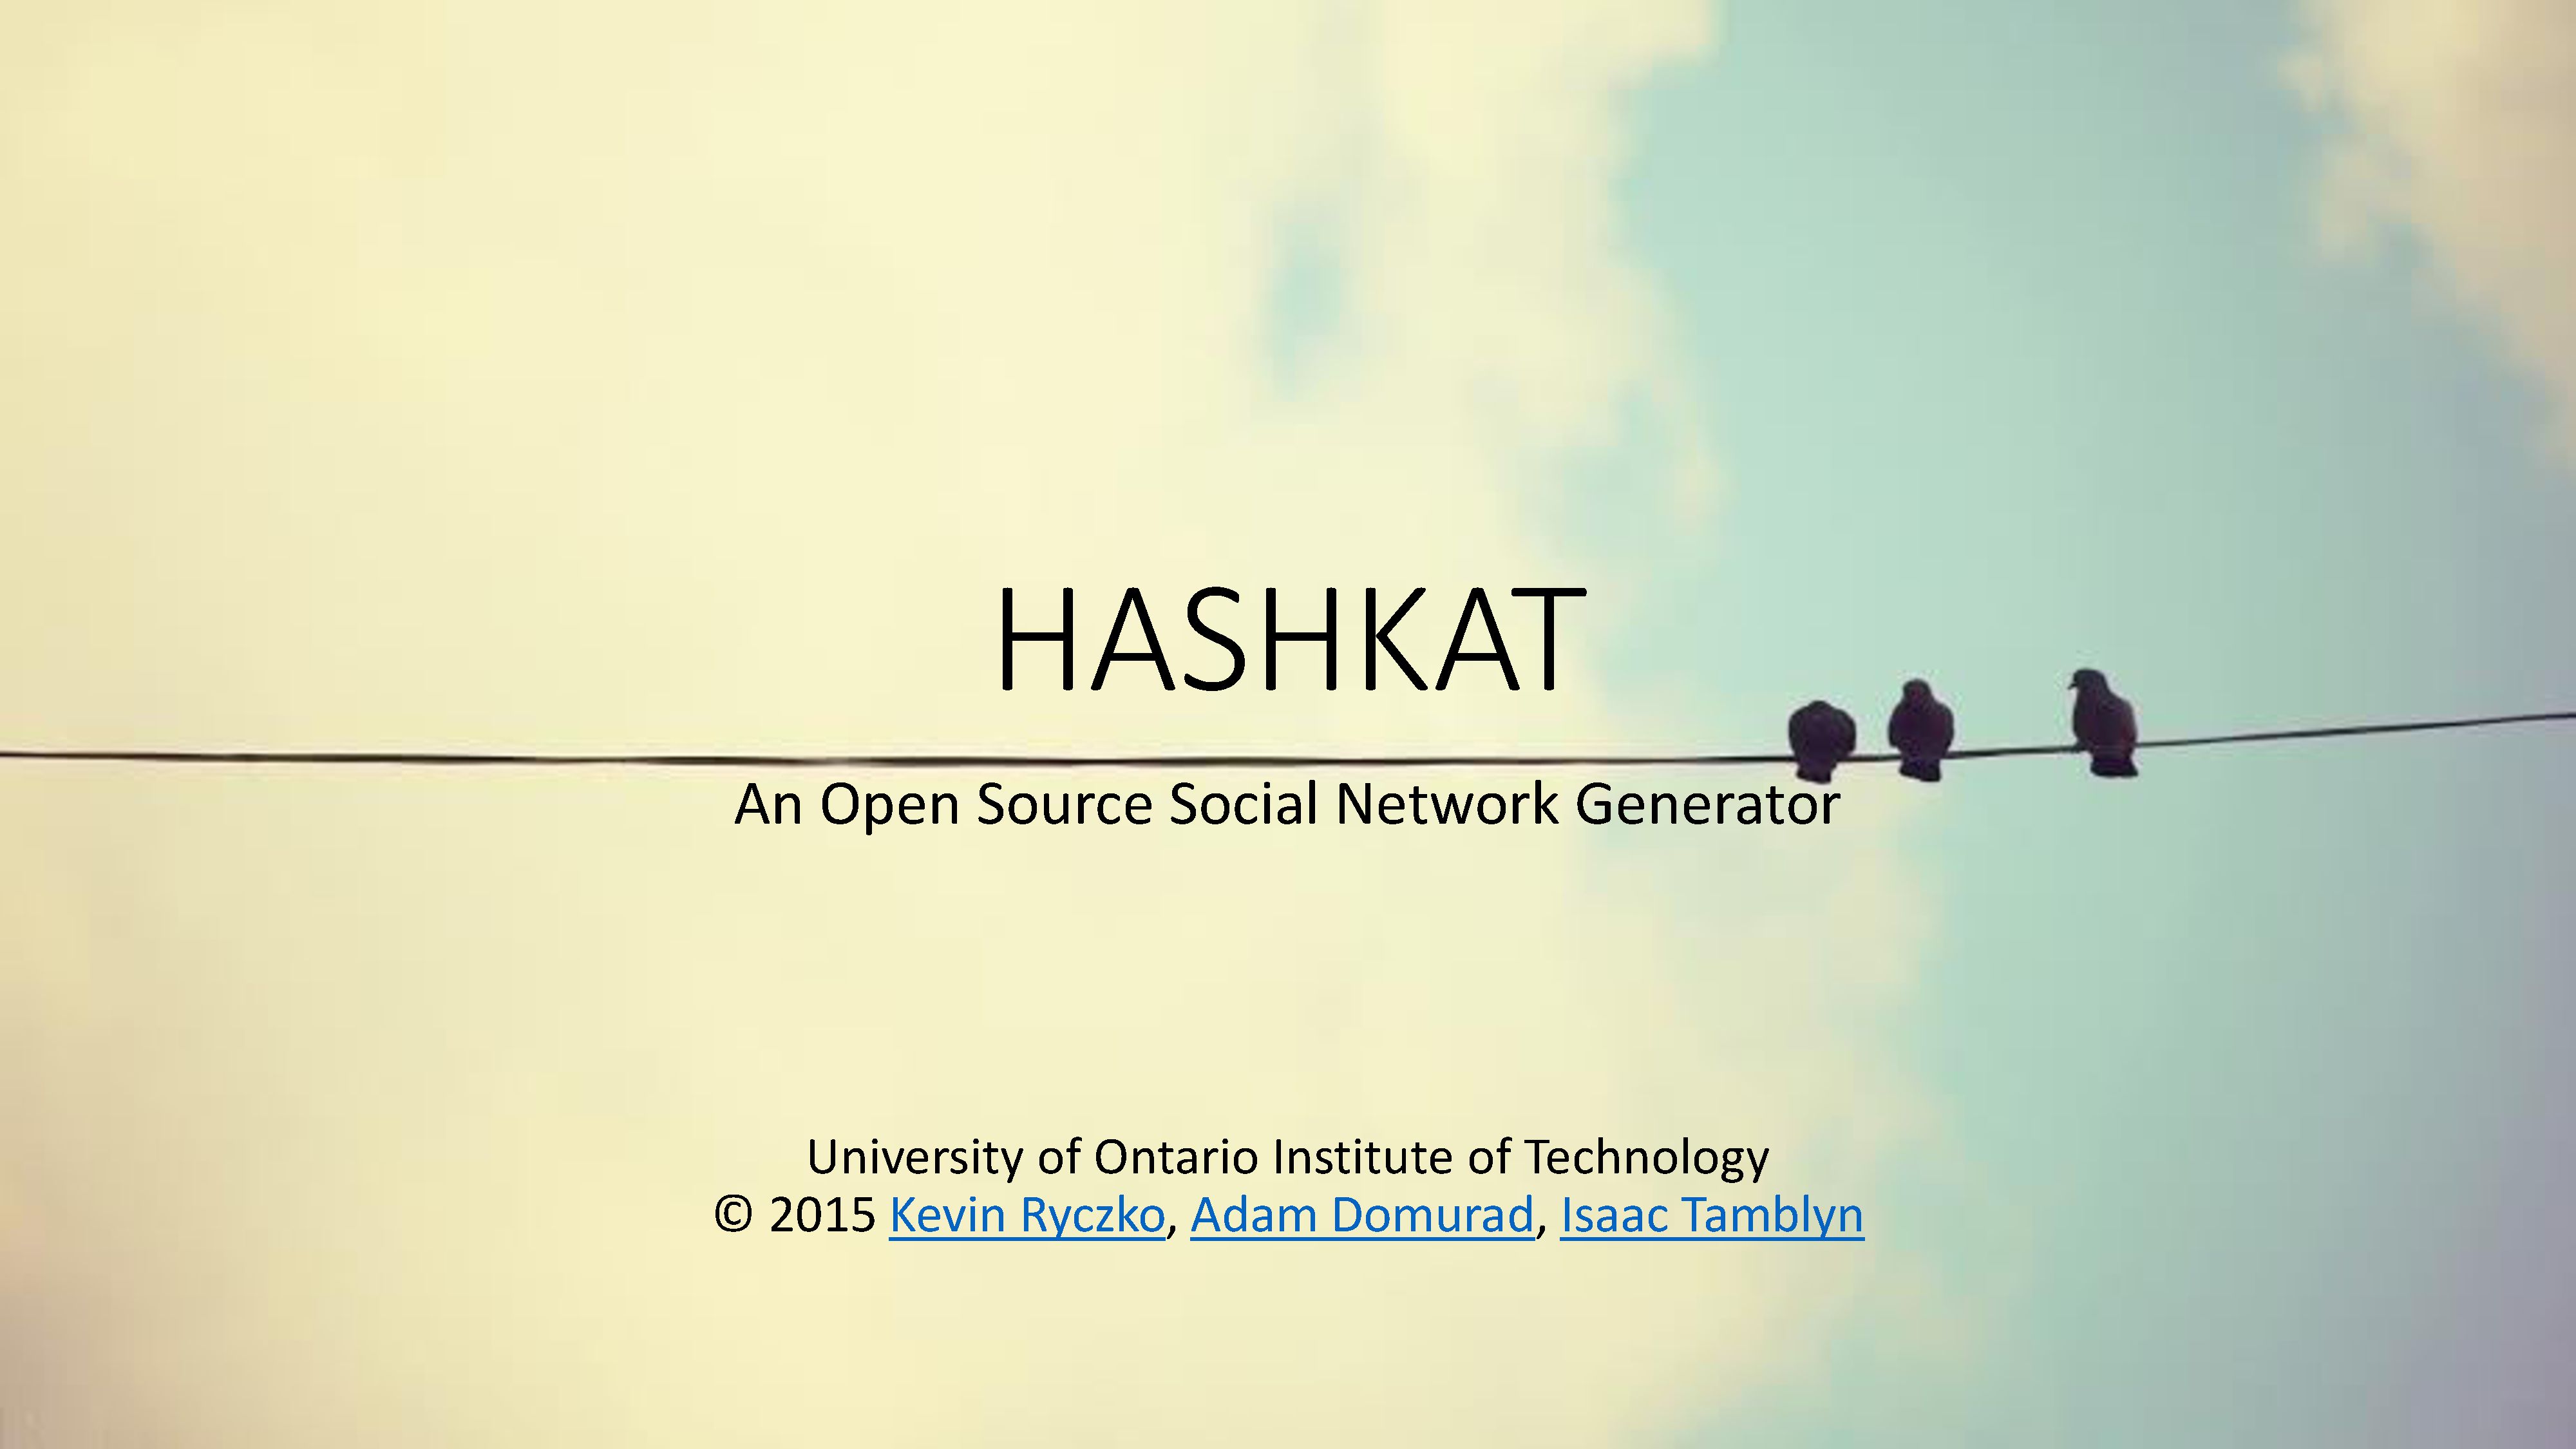 HASHKAT
An Open Source Social Network Generator
University of Ontario Institute of Technology
© 2015 Kevin Ryczko, Adam Domurad, Isaac Tamblyn